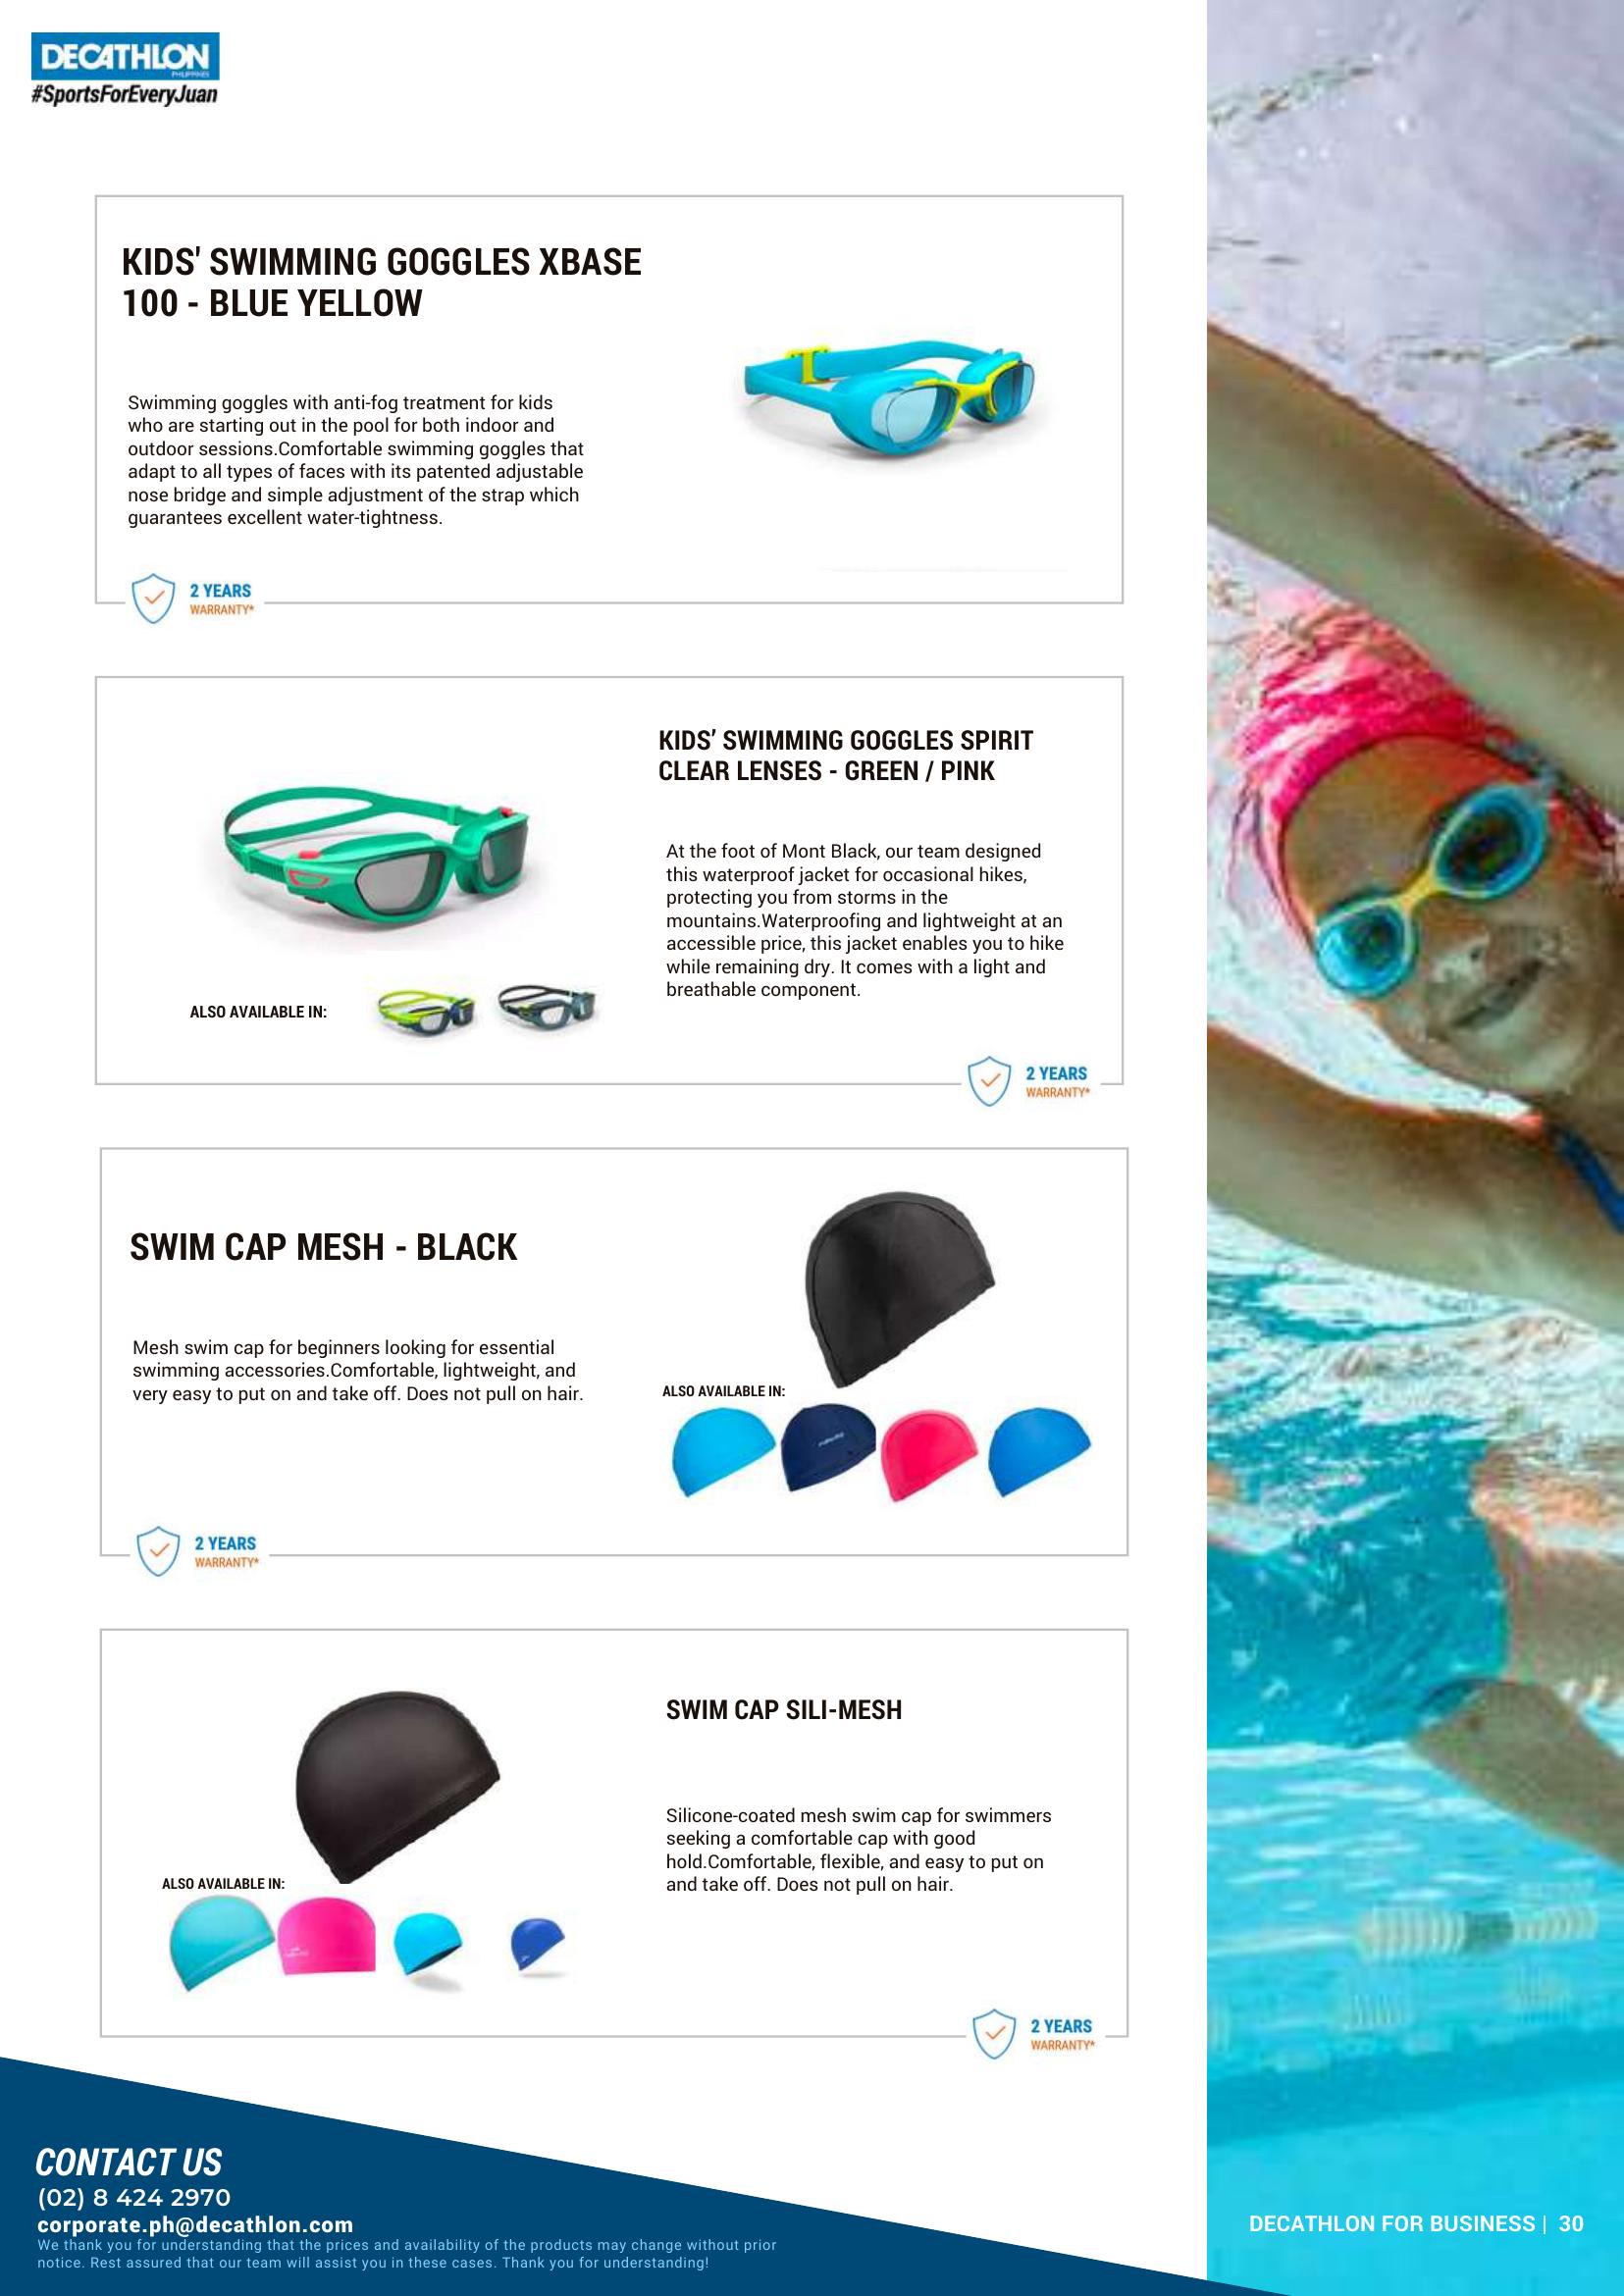 DECATHLON
PHILIPPINES
#SportsForEveryJuan
KIDS' SWIMMING GOGGLES XBASE
100 - BLUE YELLOW
Swimming goggles with anti-fog treatment for kids
who are starting out in the pool for both indoor and
outdoor sessions.Comfortable swimming goggles that
adapt to all types of faces with its patented adjustable
nose bridge and simple adjustment of the strap which
guarantees excellent water-tightness.
2 YEARS
WARRANTY*
KIDS' SWIMMING GOGGLES SPIRIT
CLEAR LENSES - GREEN / PINK
At the foot of Mont Black, our team designed
this waterproof jacket for occasional hikes,
protecting you from storms in the
mountains.Waterproofing and lightweight at an
accessible price, this jacket enables you to hike
while remaining dry. It comes with a light and
breathable component.
ALSO AVAILABLE IN:
2 YEARS
WARRANTY*
SWIM CAP MESH - BLACK
Mesh swim cap for beginners looking for essential
swimming accessories.Comfortable, lightweight, and
very easy to put on and take off. Does not pull on hair.
ALSO AVAILABLE IN:
2 YEARS
WARRANTY*
SWIM CAP SILI-MESH
Silicone-coated mesh swim cap for swimmers
seeking a comfortable cap with good
hold.Comfortable, flexible, and easy to put on
and take off. Does not pull on hair.
ALSO AVAILABLE IN:
2 YEARS
WARRANTY*
CONTACT US
(02) 8 424 2970
corporate.ph@decathlon.com
We thank you for understanding that the prices and availability of the products may change without prior
notice. Rest assured that our team will assist you in these cases. Thank you for understanding!
DECATHLON FOR BUSINESS | 30